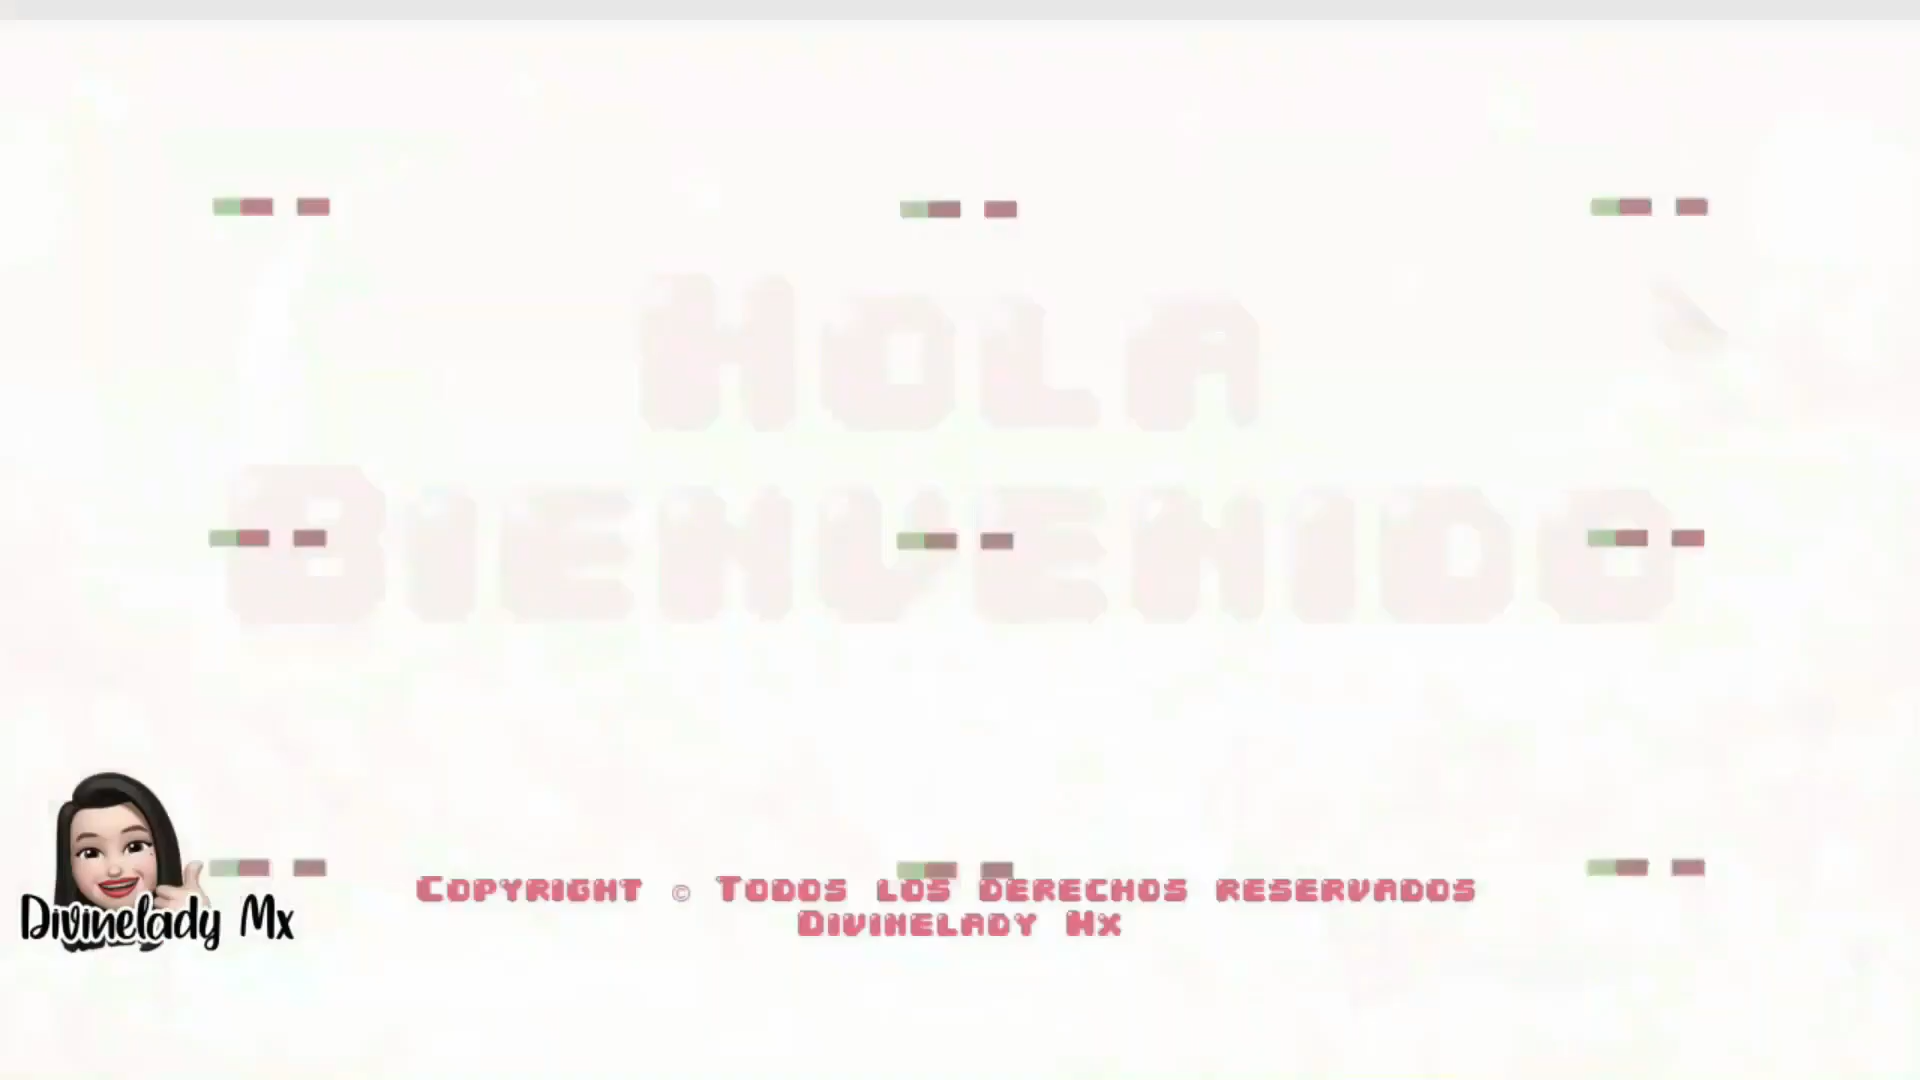 Hola
Bienvenido
Copyright © Todos los derechos reservados
Divinelady Mx
Divinelady Mx